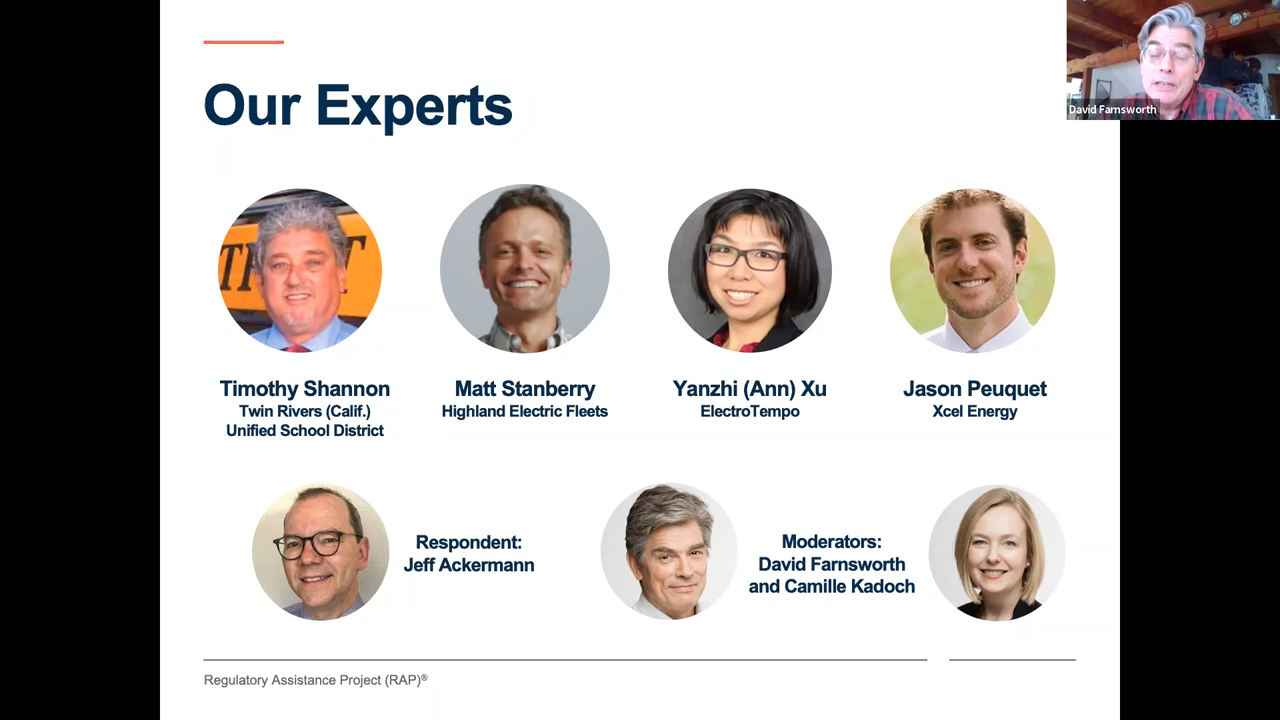 Our Experts
David Farnsworth
Timothy Shannon
Twin Rivers (Calif.)
Unified School District
Matt Stanberry
Highland Electric Fleets
Yanzhi (Ann) Xu
ElectroTempo
Jason Peuquet
Xcel Energy
Respondent:
Jeff Ackermann
Moderators:
David Farnsworth
and Camille Kadoch
Regulatory Assistance Project (RAP)®